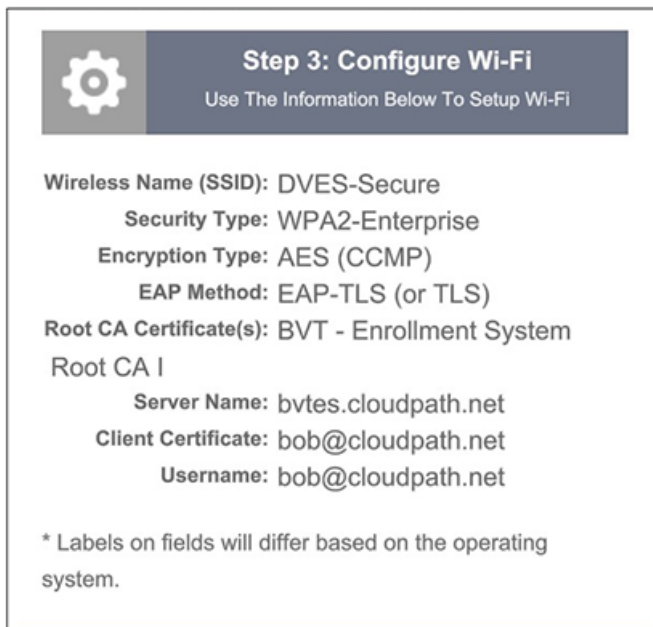 Step 3: Configure Wi-Fi
Use The Information Below To Setup Wi-Fi
Wireless Name (SSID): DVES-Secure
Security Type: WPA2-Enterprise
Encryption Type: AES (CCMP)
EAP Method: EAP-TLS (or TLS)
Root CA Certificate(s): BVT - Enrollment System
Root CA I
Server Name: bvtes.cloudpath.net
Client Certificate: bob@cloudpath.net
Username: bob@cloudpath.net
* Labels on fields will differ based on the operating
system.